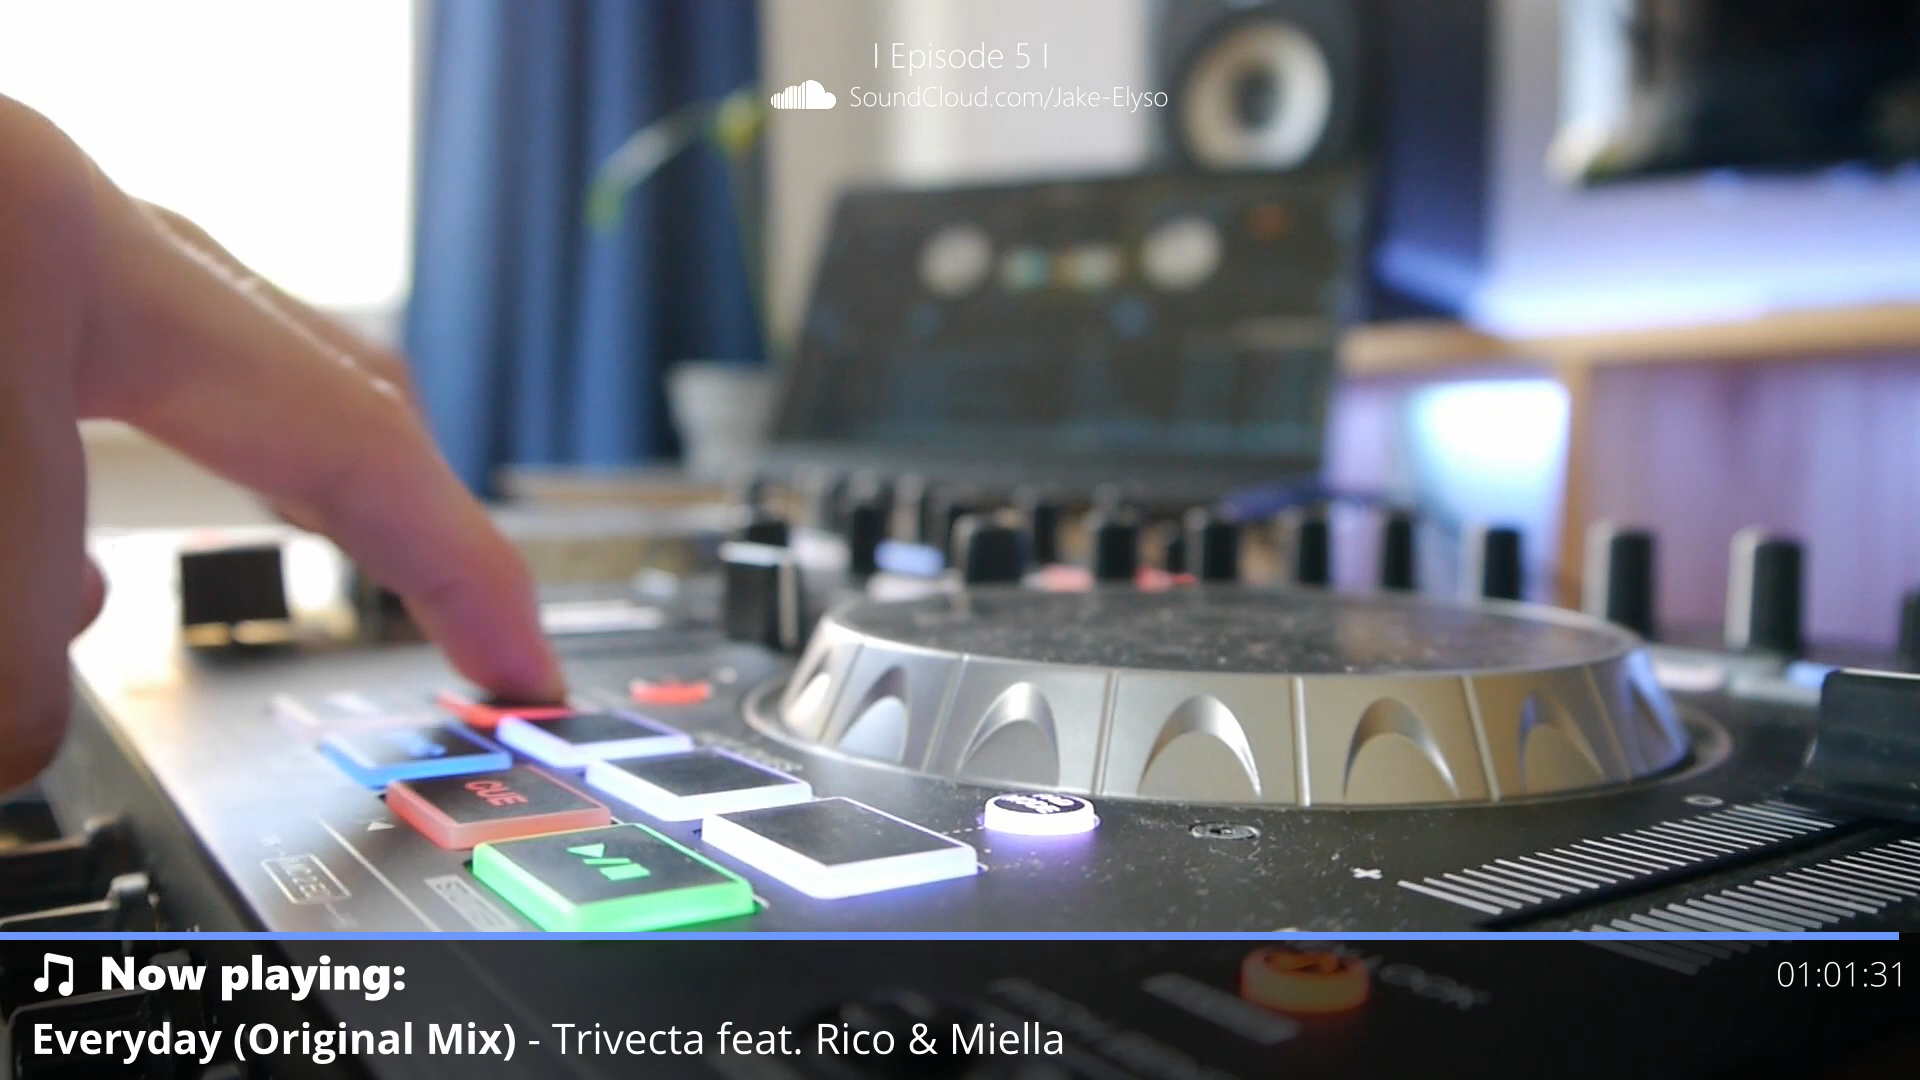 | Episode 5 |
SoundCloud.com/Jake-Elyso
CUE
Now playing:
01:01:31
Everyday (Original Mix) - Trivecta feat. Rico & Miella